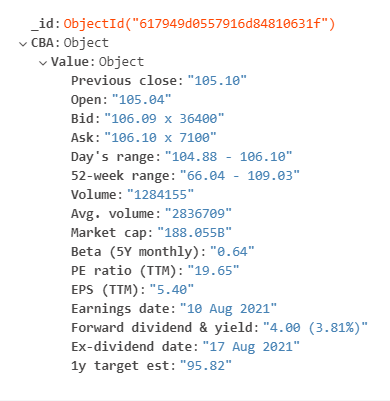 _id: ObjectId("617949d0557916d84810631f")
CBA: Object
Value: Object
Previous close: "105.10"
Open: "105.04"
Bid: "106.09 x 36400"
Ask: "106.10 x 7100"
Day's range: "104.88 - 106.10"
52-week range: "66.04 - 109.03"
Volume: "1284155"
Avg. volume: "2836709"
Market cap: "188.055B"
Beta (5Y monthly): "0.64"
PE ratio (TTM): "19.65"
EPS (TTM): "5.40"
Earnings date: "10 Aug 2021"
Forward dividend & yield: "4.00 (3.81%)"
Ex-dividend date: "17 Aug 2021"
1y target est: "95.82"